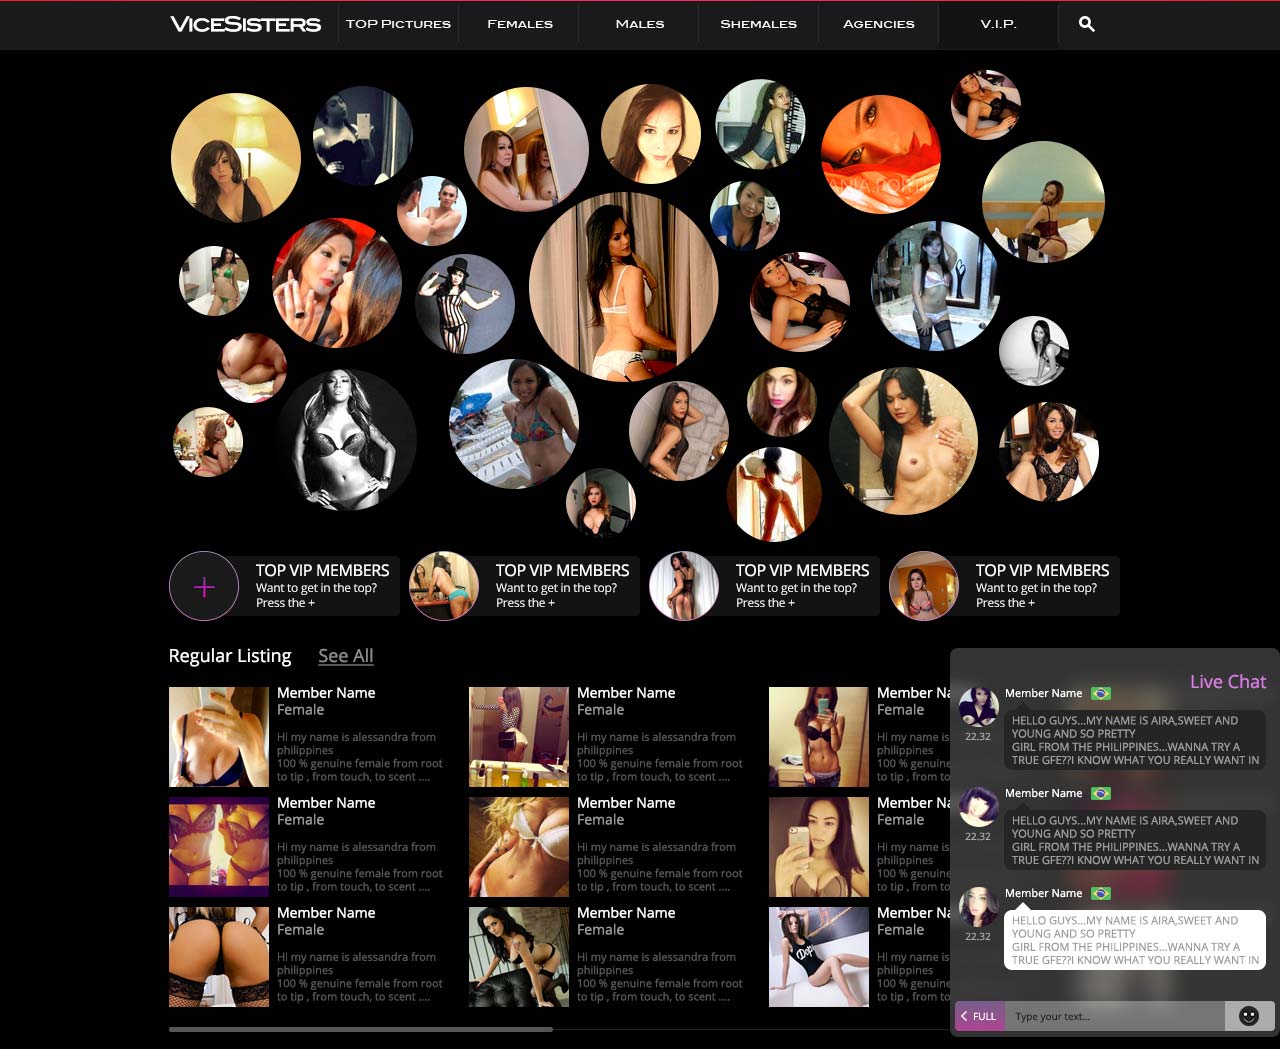 ViceSisters
TOP Pictures
Females
Males
Shemales
Agencies
V.I.P.
TOP VIP MEMBERS
Want to get in the top?
Press the +
TOP VIP MEMBERS
Want to get in the top?
Press the +
TOP VIP MEMBERS
Want to get in the top?
Press the +
TOP VIP MEMBERS
Want to get in the top?
Press the +
Regular Listing See All
Member Name
Female
Hi my name is alessandra from
philippines
100 % genuine female from root
to tip , from touch, to scent ....
Member Name
Female
Hi my name is alessandra from
philippines
100 % genuine female from root
to tip , from touch, to scent ....
Member Na
Female
Hi my name is
philippines
100 % genuin
to tip , from to
Member Name
Female
Hi my name is alessandra from
philippines
100 % genuine female from root
to tip , from touch, to scent ....
Member Name
Female
Hi my name is alessandra from
philippines
100 % genuine female from root
to tip , from touch, to scent ....
Member Na
Female
Hi my name is
philippines
100 % genuin
to tip , from to
Member Name
Female
Hi my name is alessandra from
philippines
100 % genuine female from root
to tip , from touch, to scent ....
Member Name
Female
Hi my name is alessandra from
philippines
100 % genuine female from root
to tip , from touch, to scent ....
Member Na
Female
Hi my name is
philippines
100 % genuin
to tip , from to
Live Chat
Member Name
22.32
HELLO GUYS...MY NAME IS AIRA,SWEET AND
YOUNG AND SO PRETTY
GIRL FROM THE PHILIPPINES...WANNA TRY A
TRUE GFE??I KNOW WHAT YOU REALLY WANT IN
Member Name
22.32
HELLO GUYS...MY NAME IS AIRA,SWEET AND
YOUNG AND SO PRETTY
GIRL FROM THE PHILIPPINES...WANNA TRY A
TRUE GFE??I KNOW WHAT YOU REALLY WANT IN
Member Name
22.32
HELLO GUYS...MY NAME IS AIRA,SWEET AND
YOUNG AND SO PRETTY
GIRL FROM THE PHILIPPINES...WANNA TRY A
TRUE GFE??I KNOW WHAT YOU REALLY WANT IN
FULL
Type your text...